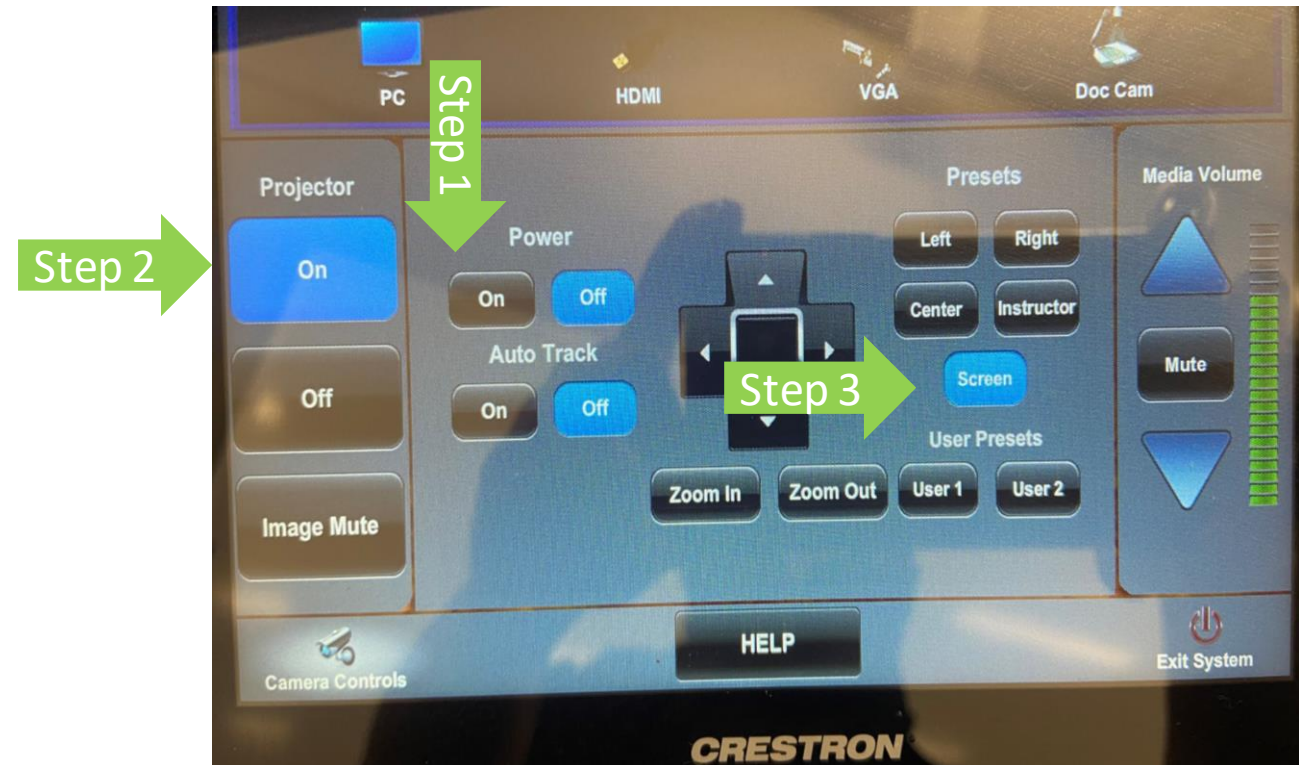 PC
HDMI
VGA
Doc Cam
Step 1
Step 2
Projector
On
Off
Image Mute
Power
On
Off
Auto Track
On
Off
Step 3
Zoom In
Zoom Out
Presets
Left
Right
Center
Instructor
Screen
User Presets
User 1
User 2
Media Volume
Mute
Camera Controls
HELP
Exit System
CRESTRON